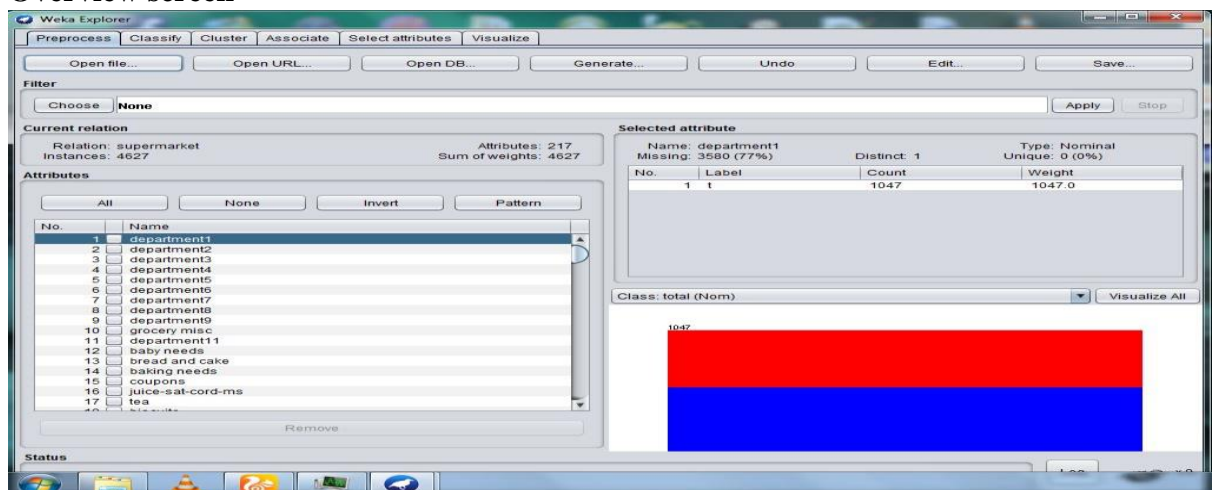 Weka Explorer
Preprocess Classify Cluster Associate Select attributes Visualize
Open file... Open URL... Open DB... Generate... Undo Edit... Save...
Filter
Choose None Apply Stop
Current relation
Relation: supermarket Attributes: 217
Instances: 4627 Sum of weights: 4627
Selected attribute
Name: department1 Type: Nominal
Missing: 3580 (77%) Distinct: 1 Unique: 0 (0%)
No. Label Count Weight
1 t 1047 1047.0
Attributes
All None Invert Pattern
No. Name
1 department1
2 department2
3 department3
4 department4
5 department5
6 department6
7 department7
8 department8
9 department9
10 grocery misc
11 department11
12 baby needs
13 bread and cake
14 baking needs
15 coupons
16 juice-sat-cord-ms
17 tea
Remove
Class: total (Nom) Visualize All
1047
Status